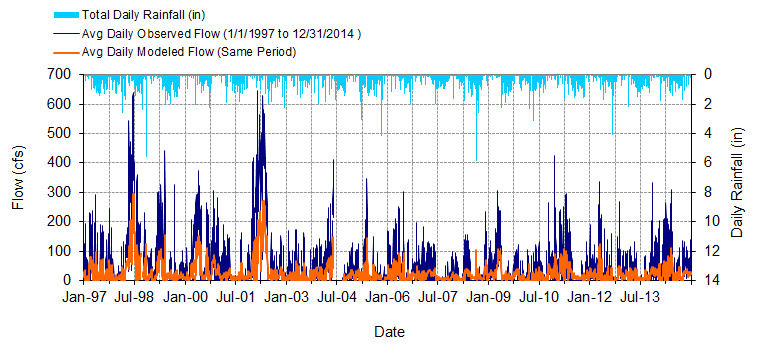 Total Daily Rainfall (in)
Avg Daily Observed Flow (1/1/1997 to 12/31/2014 )
Avg Daily Modeled Flow (Same Period)
700
600
500
400
300
200
100
0
Flow (cfs)
0
2
4
6
8
10
12
14
Daily Rainfall (in)
Jan-97 Jul-98 Jan-00 Jul-01 Jan-03 Jul-04 Jan-06 Jul-07 Jan-09 Jul-10 Jan-12 Jul-13
Date